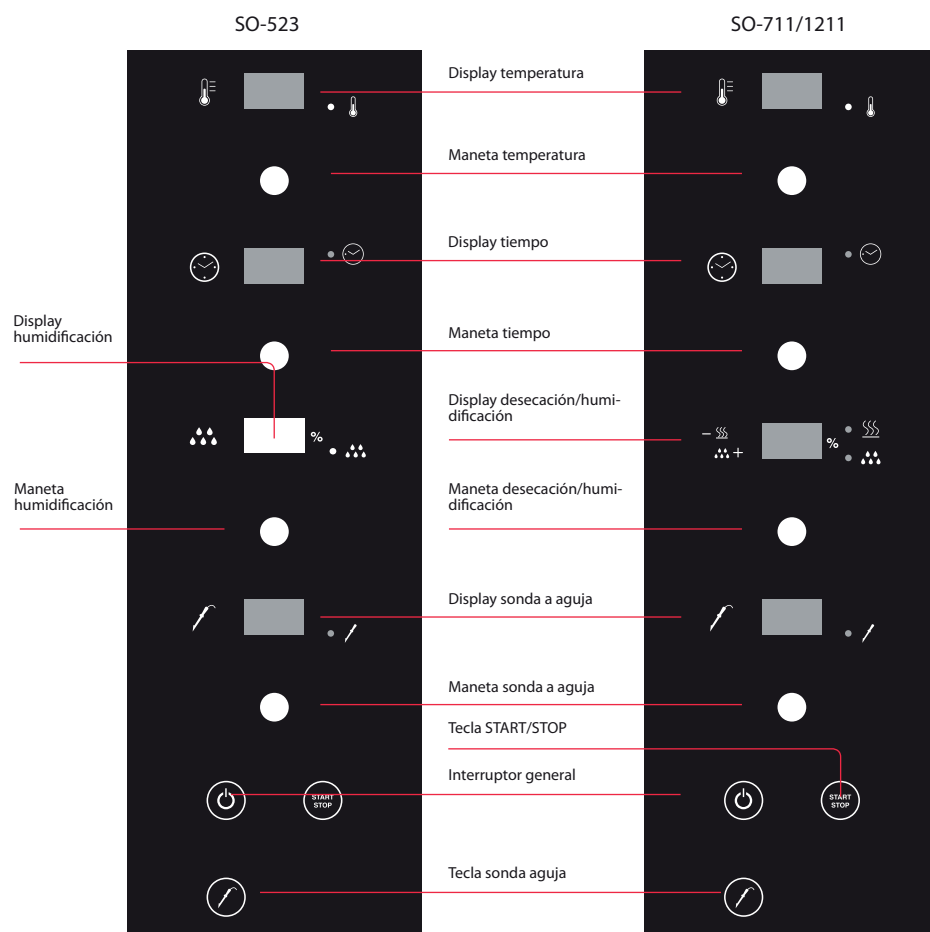 SO-523
SO-711/1211
Display temperatura
Maneta temperatura
Display tiempo
Display
humidificación
Maneta tiempo
Display desecación/humi-
dificación
%
%
Maneta
humidificación
Maneta desecación/humi-
dificación
Display sonda a aguja
Maneta sonda a aguja
Tecla START/STOP
Interruptor general
START
STOP
START
STOP
Tecla sonda aguja